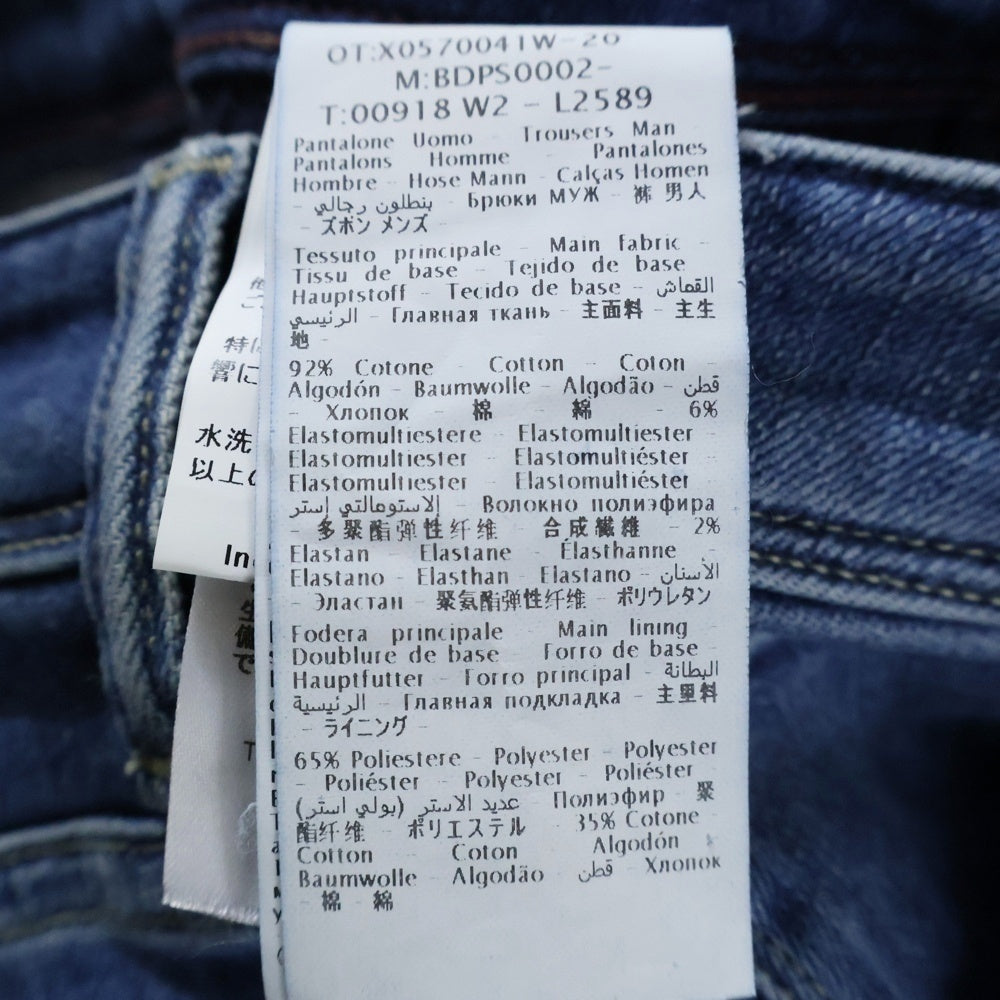 OT:X0570041W-26
M:BDPS0002-
T:00918 W2 - L2589
Pantalone Uomo - Trousers Man -
Pantalons Homme - Pantalones
Hombre - Hose Mann - Calças Homen
- بنطلون رجالي - Брюки МУЖ - 裤 男人
- ズボン メンズ -
Tessuto principale - Main fabric -
Tissu de base - Tejido de base -
Hauptstoff - Tecido de base - القماش
الرئيسي - Главная ткань - 主面料 - 主生
地 -
92% Cotone - Cotton - Coton -
Algodón - Baumwolle - Algodão - قطن
- Хлопок - 棉 - 綿 - 6%
Elastomultiestere - Elastomultiester -
Elastomultiester - Elastomultiéster -
Elastomultiester - Elastomultiéster -
الاستومالتي إستر - Волокно полиэфира
- 多聚酯弹性纤维 - 合成繊維 - 2%
Elastan - Elastane - Élasthanne -
Elastano - Elasthan - Elastano - الأستان
- Эластан - 聚氨酯弹性纤维 - ポリウレタン
Fodera principale - Main lining -
Doublure de base - Forro de base -
Hauptfutter - Forro principal - البطانة
الرئيسية - Главная подкладка - 主里料
- ライニング -
65% Poliestere - Polyester - Polyester
- Poliéster - Polyester - Poliéster -
عديد الاستر (بولي استر) - Полиэфир - 聚
酯纤维 - ポリエステル - 35% Cotone -
Cotton - Coton - Algodón -
Baumwolle - Algodão - قطن - Хлопок
- 棉 - 綿
特に
響に
水洗
以上の
In